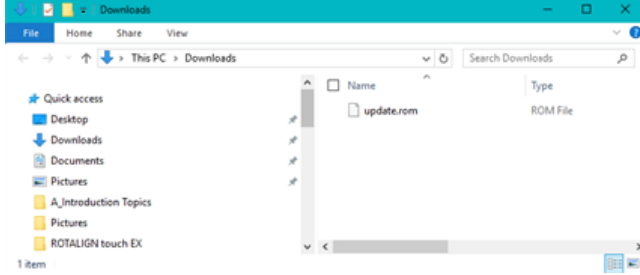 Downloads
File Home Share View
This PC > Downloads
Search Downloads
Name Type
Quick access
update.rom ROM File
Desktop
Downloads
Documents
Pictures
A_Introduction Topics
Pictures
ROTALIGN touch EX
1 item